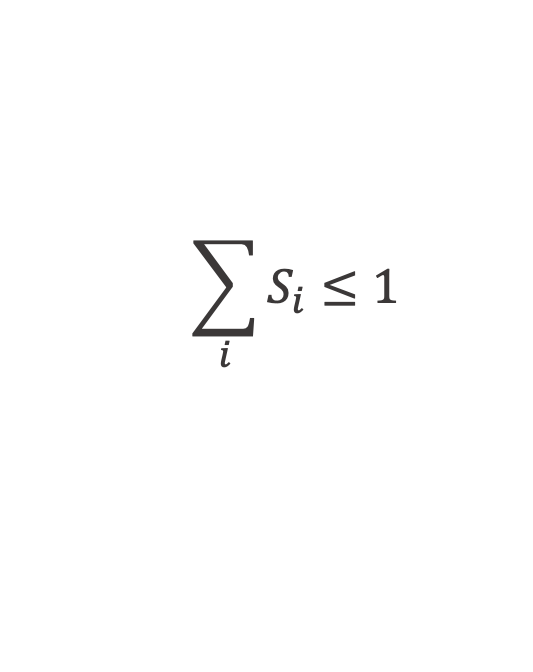 ∑ᵢ Sᵢ ≤ 1